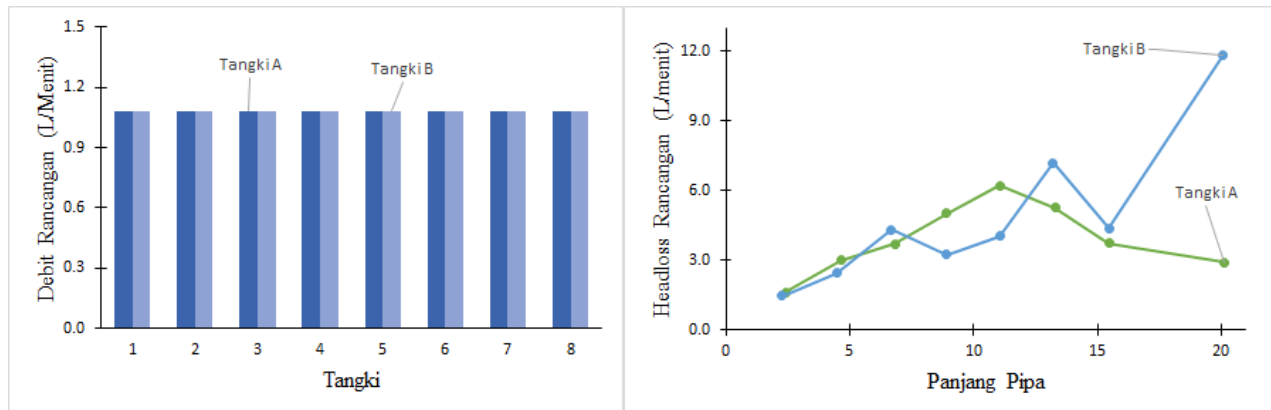 Debit Rancangan (L/Menit)
1.5
1.2
0.9
0.6
0.3
0.0
Tangki A
Tangki B
1 2 3 4 5 6 7 8
Tangki
Headloss Rancangan (L/menit)
12.0
9.0
6.0
3.0
0.0
Tangki B
Tangki A
0 5 10 15 20
Panjang Pipa